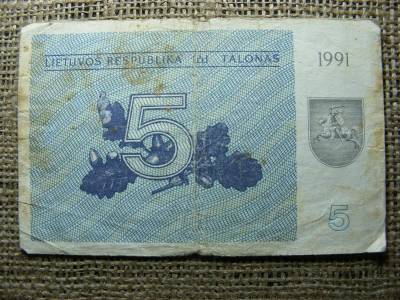 LIETUVOS RESPUBLIKA TALONAS
1991
5
5